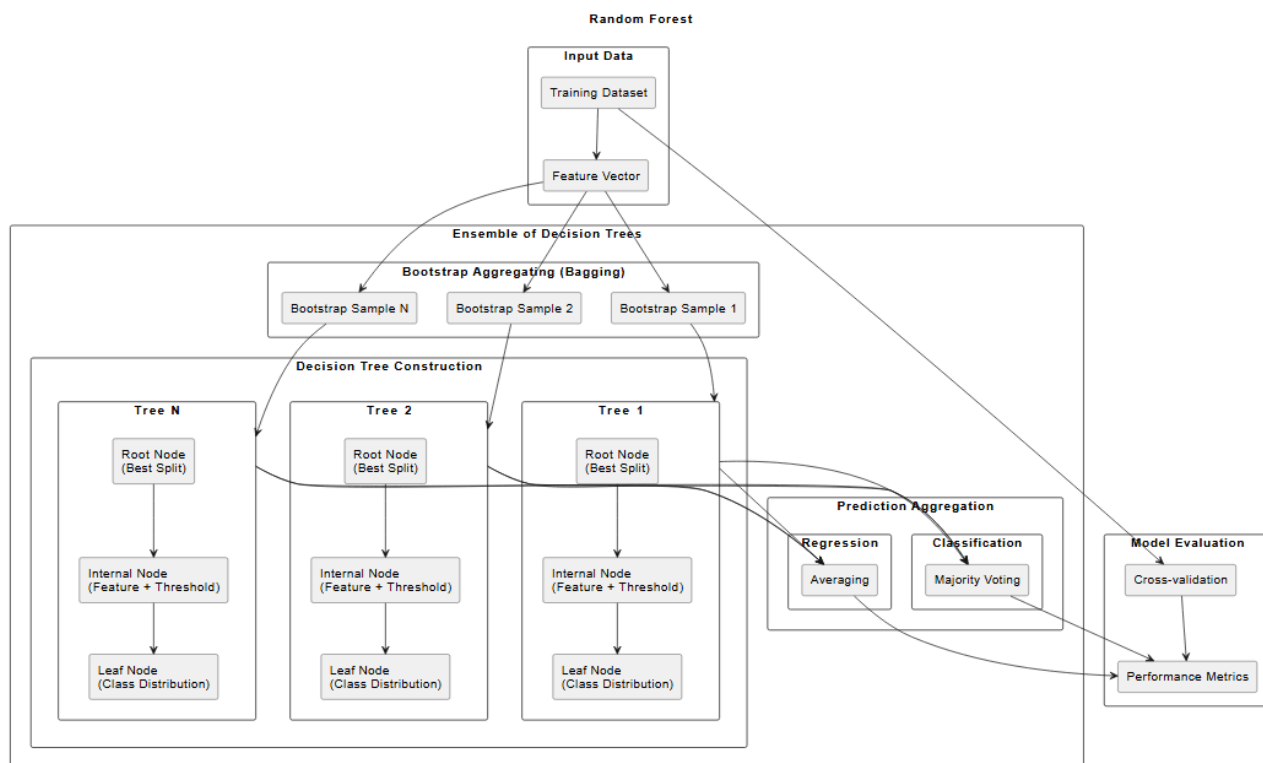 Random Forest
Input Data
Training Dataset
Feature Vector
Ensemble of Decision Trees
Bootstrap Aggregating (Bagging)
Bootstrap Sample N
Bootstrap Sample 2
Bootstrap Sample 1
Decision Tree Construction
Tree N
Root Node
(Best Split)
Internal Node
(Feature + Threshold)
Leaf Node
(Class Distribution)
Tree 2
Root Node
(Best Split)
Internal Node
(Feature + Threshold)
Leaf Node
(Class Distribution)
Tree 1
Root Node
(Best Split)
Internal Node
(Feature + Threshold)
Leaf Node
(Class Distribution)
Prediction Aggregation
Regression
Averaging
Classification
Majority Voting
Model Evaluation
Cross-validation
Performance Metrics